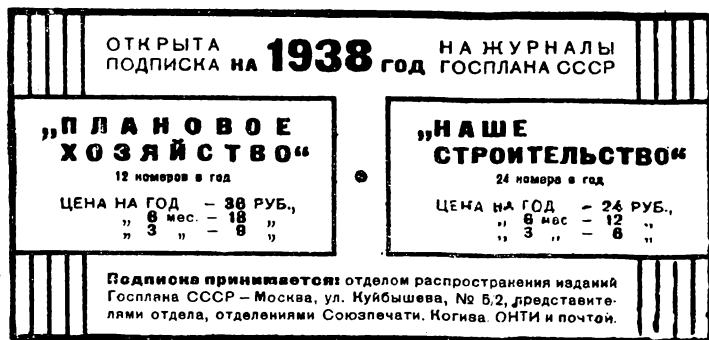 ОТКРЫТА ПОДПИСКА НА 1938 ГОД НА ЖУРНАЛЫ ГОСПЛАНА СССР
„ПЛАНОВОЕ
ХОЗЯЙСТВО“
12 номеров в год
ЦЕНА НА ГОД – 36 РУБ.,
„ 6 мес. – 18 „
„ 3 „ – 9 „
„НАШЕ
СТРОИТЕЛЬСТВО“
24 номера в год
ЦЕНА НА ГОД – 24 РУБ.,
„ 6 мес – 12 „
„ 3 „ – 6 „
Подписка принимается: отделом распространения изданий
Госплана СССР – Москва, ул. Куйбышева, № 5/2, представите-
лями отдела, отделениями Союзпечати, Когиза. ОНТИ и почтой.